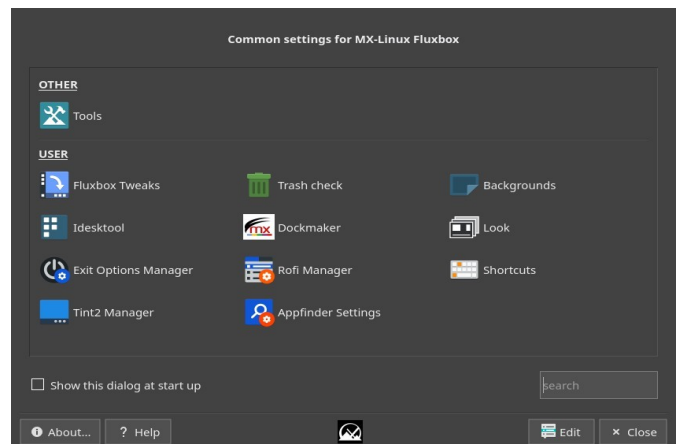 Common settings for MX-Linux Fluxbox
OTHER
Tools
USER
Fluxbox Tweaks
Trash check
Backgrounds
Idesktool
mx
Dockmaker
Look
Exit Options Manager
Rofi Manager
Shortcuts
Tint2 Manager
Appfinder Settings
Show this dialog at start up
search
About...
? Help
Edit
× Close